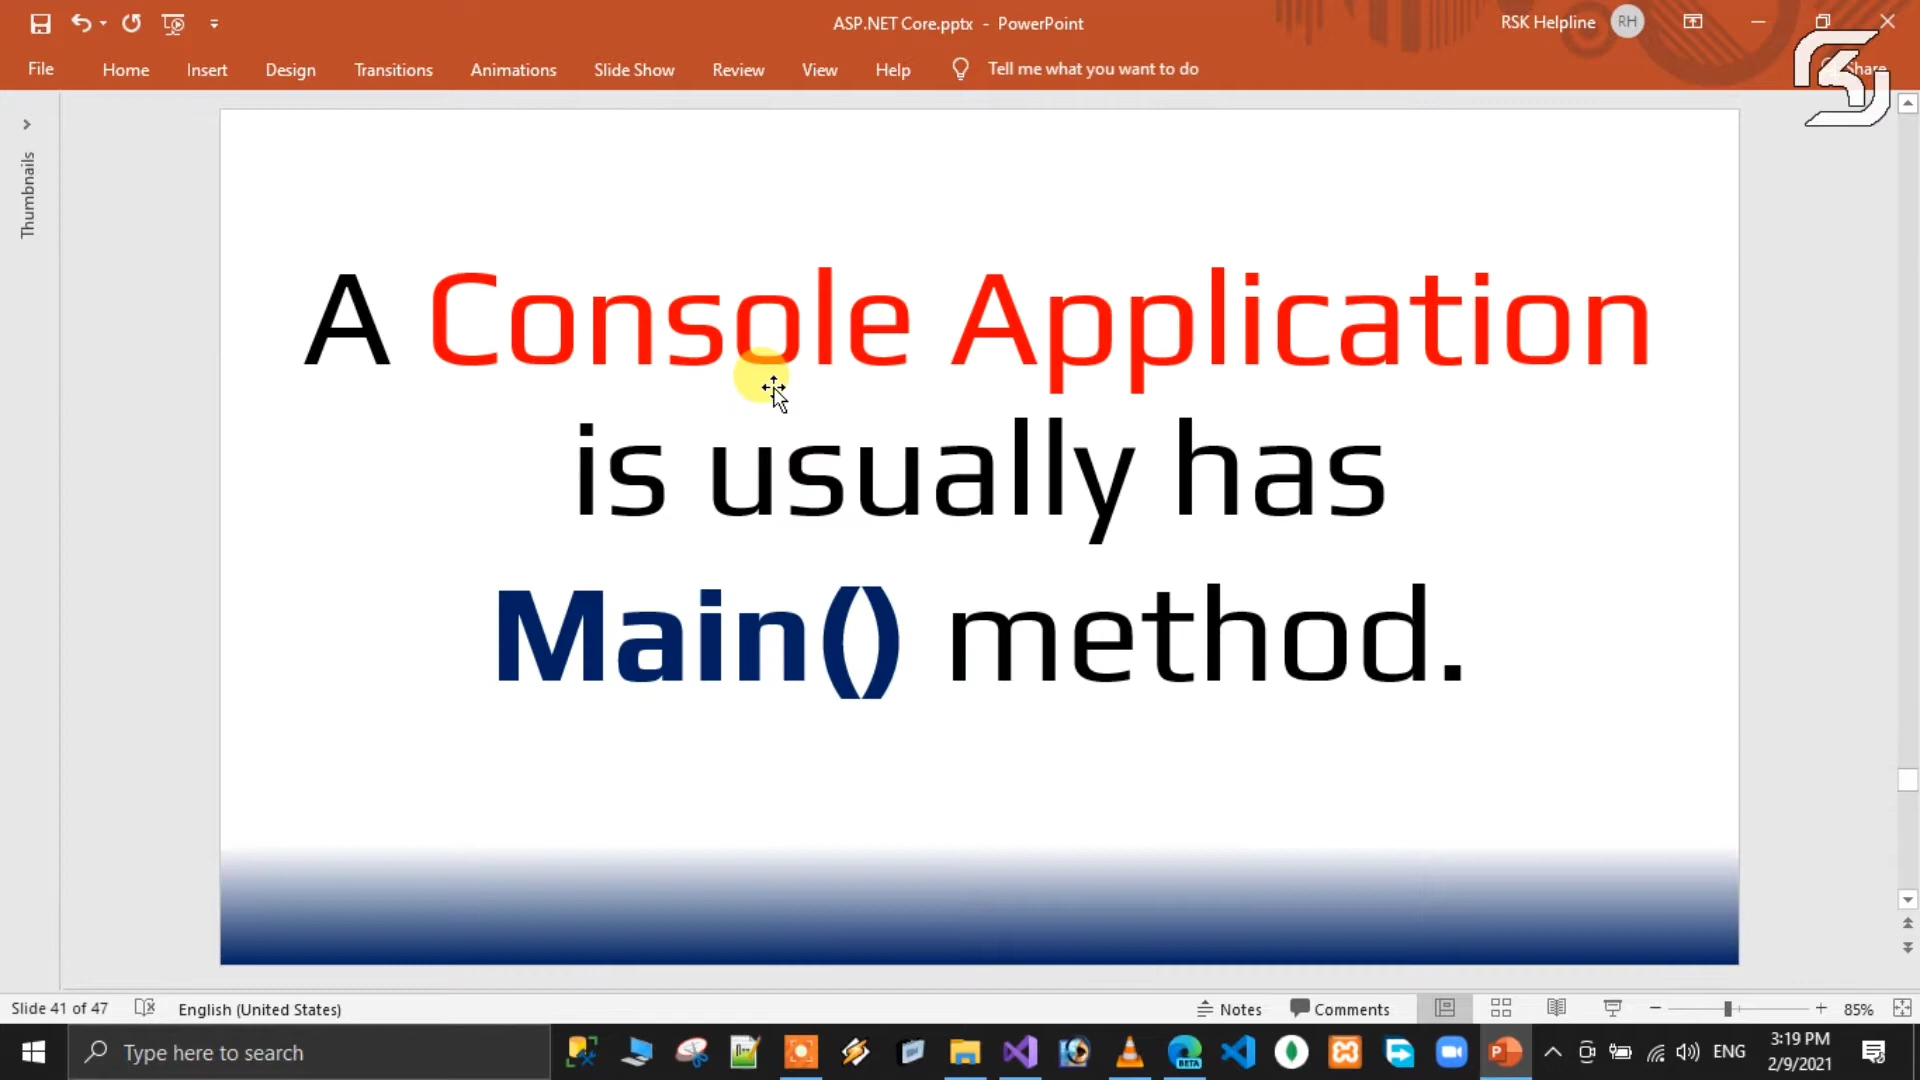 ASP.NET Core.pptx - PowerPoint
RSK Helpline RH
File Home Insert Design Transitions Animations Slide Show Review View Help Tell me what you want to do Share
Thumbnails
A Console Application
is usually has
Main() method.
Slide 41 of 47 English (United States) Notes Comments 85%
Type here to search
BETA
ENG
3:19 PM
2/9/2021